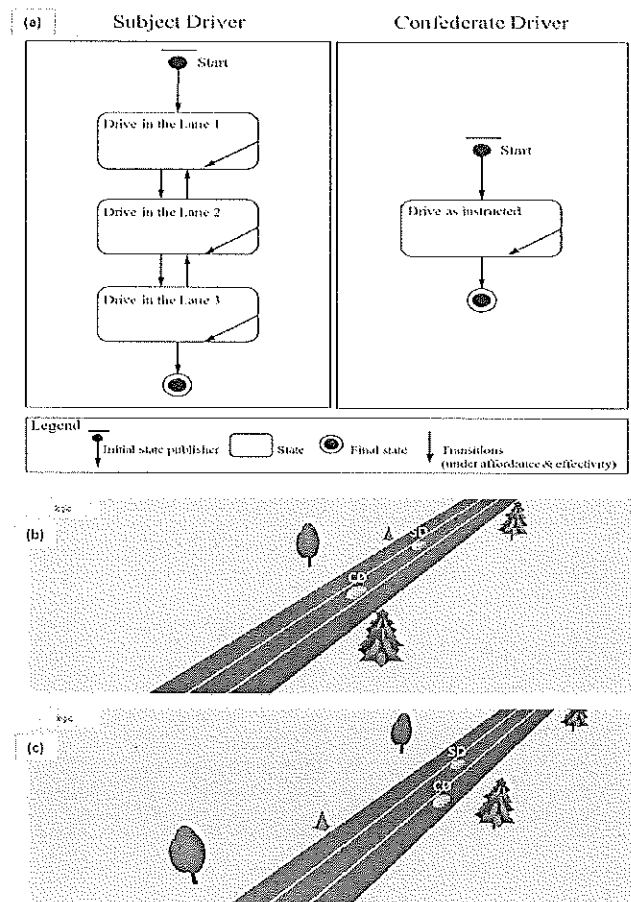 (a) Subject Driver
Confederate Driver
Start
Drive in the Lane 1
Drive in the Lane 2
Drive in the Lane 3
Start
Drive as instructed
Legend
Initial state publisher
State
Final state
Transitions
(under affordance & effectivity)
(b)
SD
CD
(c)
SD
CD